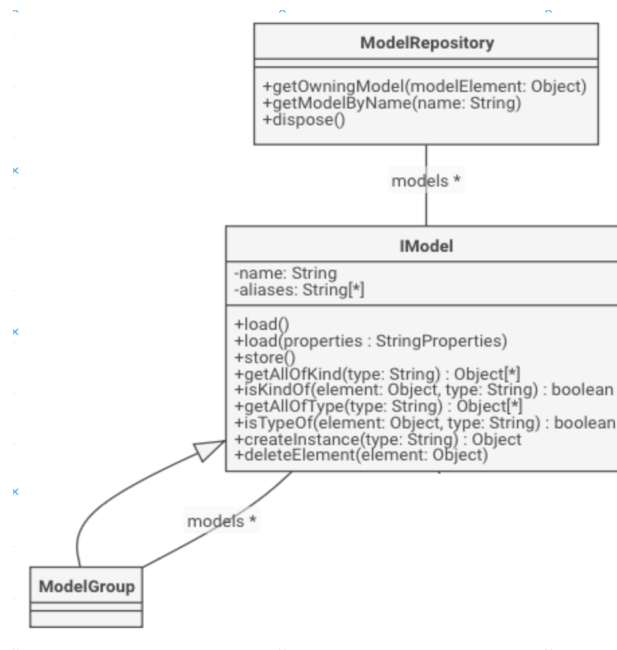 ModelRepository
+getOwningModel(modelElement: Object)
+getModelByName(name: String)
+dispose()
models *
IModel
-name: String
-aliases: String[*]
+load()
+load(properties : StringProperties)
+store()
+getAllOfKind(type: String) : Object[*]
+isKindOf(element: Object, type: String) : boolean
+getAllOfType(type: String) : Object[*]
+isTypeOf(element: Object, type: String) : boolean
+createInstance(type: String) : Object
+deleteElement(element: Object)
models *
ModelGroup